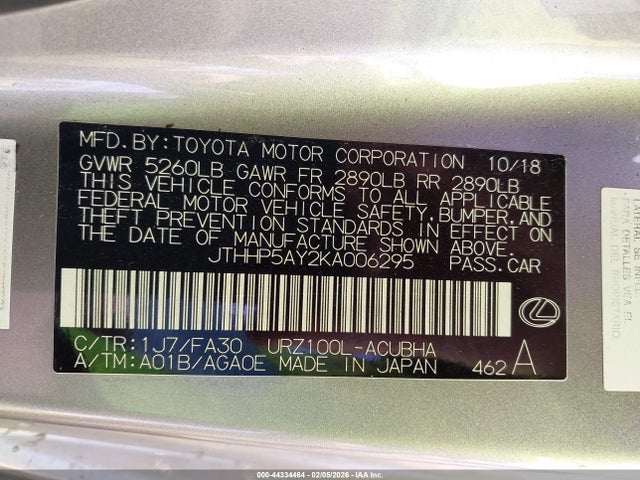 MFD. BY: TOYOTA MOTOR CORPORATION 10/18
GVWR 5260LB GAWR FR 2890LB RR 2890LB
THIS VEHICLE CONFORMS TO ALL APPLICABLE
FEDERAL MOTOR VEHICLE SAFETY, BUMPER, AND
THEFT PREVENTION STANDARDS IN EFFECT ON
THE DATE OF MANUFACTURE SHOWN ABOVE.
JTHHP5AY2KA006295 PASS. CAR
C/TR: 1J7/FA30 URZ100L-ACUBHA
A/TM: A01B/AGA0E MADE IN JAPAN 462 A
000-44334464 - 02/05/2026 - IAA Inc.